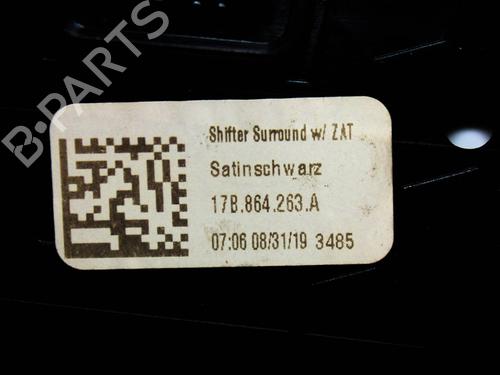 B-PARTS
Shifter Surround w/ ZAT
Satinschwarz
17B.864.263.A
07:06 08/31/19 3485